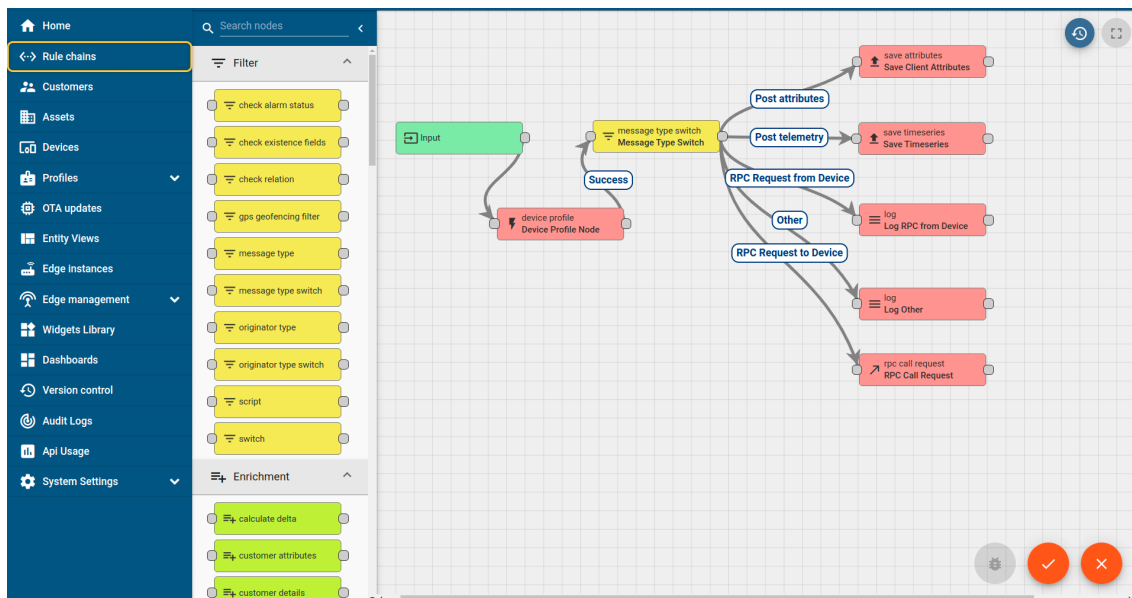 Home
Rule chains
Customers
Assets
Devices
Profiles
OTA updates
Entity Views
Edge instances
Edge management
Widgets Library
Dashboards
Version control
Audit Logs
Api Usage
System Settings
Search nodes
Filter
check alarm status
check existence fields
check relation
gps geofencing filter
message type
message type switch
originator type
originator type switch
script
switch
Enrichment
calculate delta
customer attributes
customer details
Input
device profile
Device Profile Node
Success
message type switch
Message Type Switch
Post attributes
Post telemetry
RPC Request from Device
Other
RPC Request to Device
save attributes
Save Client Attributes
save timeseries
Save Timeseries
log
Log RPC from Device
log
Log Other
rpc call request
RPC Call Request